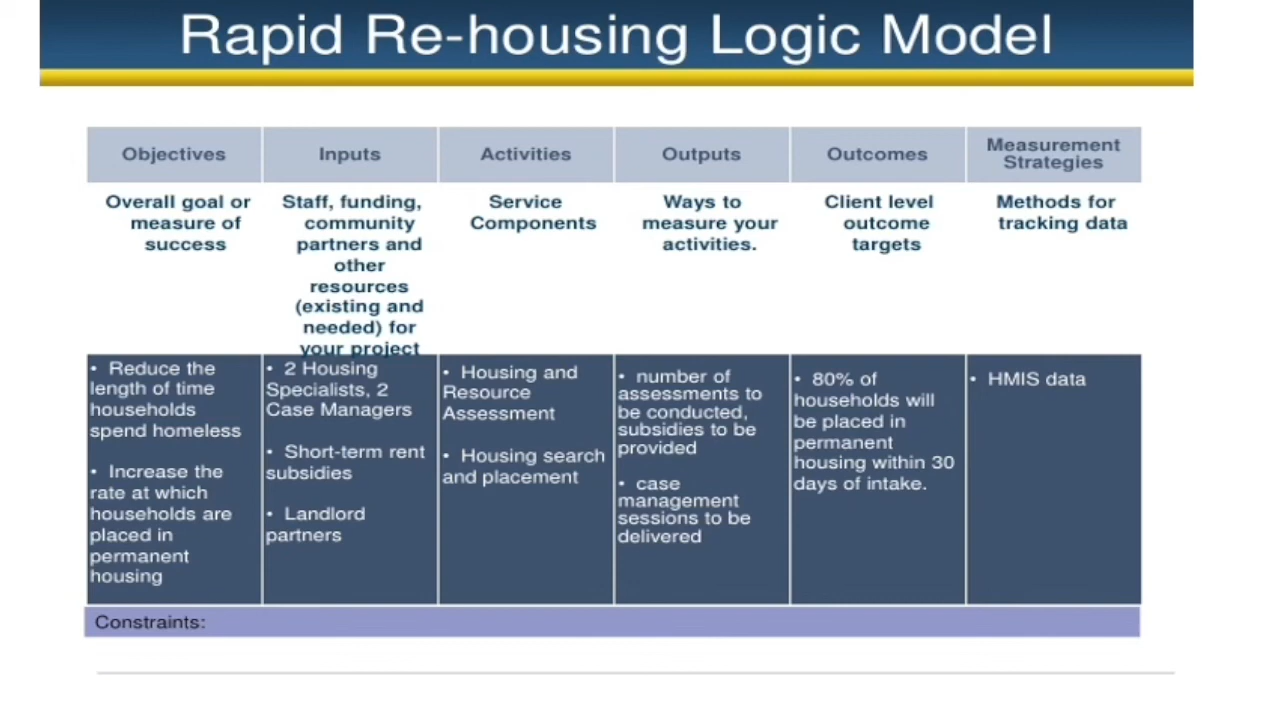 Rapid Re-housing Logic Model
Objectives
Inputs
Activities
Outputs
Outcomes
Measurement
Strategies
Overall goal or
measure of
success
Staff, funding,
community
partners and
other
resources
(existing and
needed) for
your project
Service
Components
Ways to
measure your
activities.
Client level
outcome
targets
Methods for
tracking data
• Reduce the
length of time
households
spend homeless
• Increase the
rate at which
households are
placed in
permanent
housing
• 2 Housing
Specialists, 2
Case Managers
• Short-term rent
subsidies
• Landlord
partners
• Housing and
Resource
Assessment
• Housing search
and placement
• number of
assessments to
be conducted,
subsidies to be
provided
• case
management
sessions to be
delivered
• 80% of
households will
be placed in
permanent
housing within 30
days of intake.
• HMIS data
Constraints: